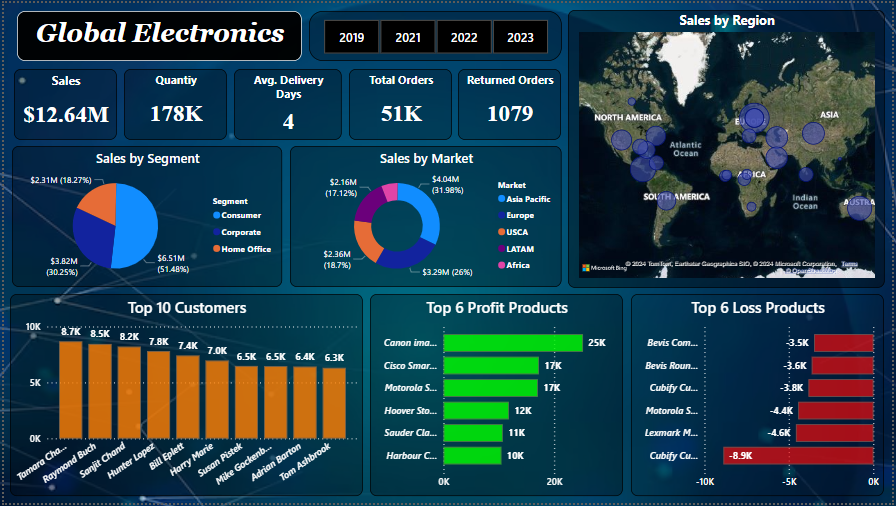 Global Electronics
2019
2021
2022
2023
Sales by Region
Sales
$12.64M
Quantiy
178K
Avg. Delivery
Days
4
Total Orders
51K
Returned Orders
1079
NORTH AMERICA
ASIA
Atlantic
Ocean
AFRICA
SOUTH AMERICA
Indian
Ocean
AUSTRA
Microsoft Bing
© 2024 TomTom, Earthstar Geographics SIO, © 2024 Microsoft Corporation, Terms
© OpenStreetMap
Sales by Segment
$2.31M (18.27%)
$3.82M
(30.25%)
$6.51M
(51.48%)
Segment
Consumer
Corporate
Home Office
Sales by Market
$2.16M
(17.12%)
$4.04M
(31.98%)
$2.36M
(18.7%)
$3.29M (26%)
Market
Asia Pacific
Europe
USCA
LATAM
Africa
Top 10 Customers
10K
5K
0K
8.7K
8.5K
8.2K
7.8K
7.4K
7.0K
6.5K
6.5K
6.4K
6.3K
Tamara Cha...
Raymond Buch
Sanjit Chand
Hunter Lopez
Bill Eplett
Harry Marie
Susan Pistek
Mike Gockenb...
Adrian Barton
Tom Ashbrook
Top 6 Profit Products
Canon ima... 25K
Cisco Smar... 17K
Motorola S... 17K
Hoover Sto... 12K
Sauder Cla... 11K
Harbour C... 10K
0K 20K
Top 6 Loss Products
Bevis Com... -3.5K
Bevis Roun... -3.6K
Cubify Cu... -3.8K
Motorola S... -4.4K
Lexmark M... -4.6K
Cubify Cu... -8.9K
-10K -5K 0K